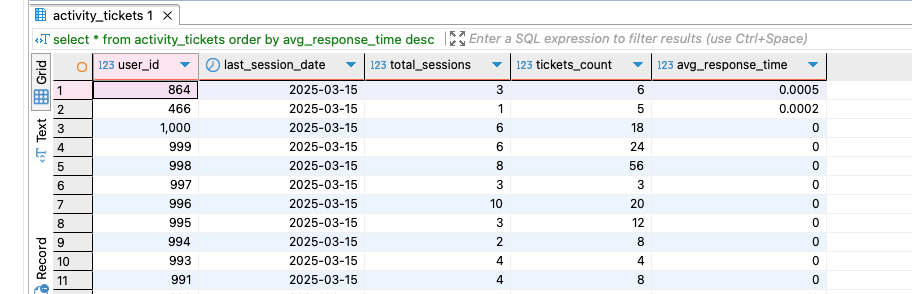 activity_tickets 1
select * from activity_tickets order by avg_response_time desc Enter a SQL expression to filter results (use Ctrl+Space)
Grid
Text
Record
123 user_id last_session_date 123 total_sessions 123 tickets_count 123 avg_response_time
1 864 2025-03-15 3 6 0.0005
2 466 2025-03-15 1 5 0.0002
3 1,000 2025-03-15 6 18 0
4 999 2025-03-15 6 24 0
5 998 2025-03-15 8 56 0
6 997 2025-03-15 3 3 0
7 996 2025-03-15 10 20 0
8 995 2025-03-15 3 12 0
9 994 2025-03-15 2 8 0
10 993 2025-03-15 4 4 0
11 991 2025-03-15 4 8 0